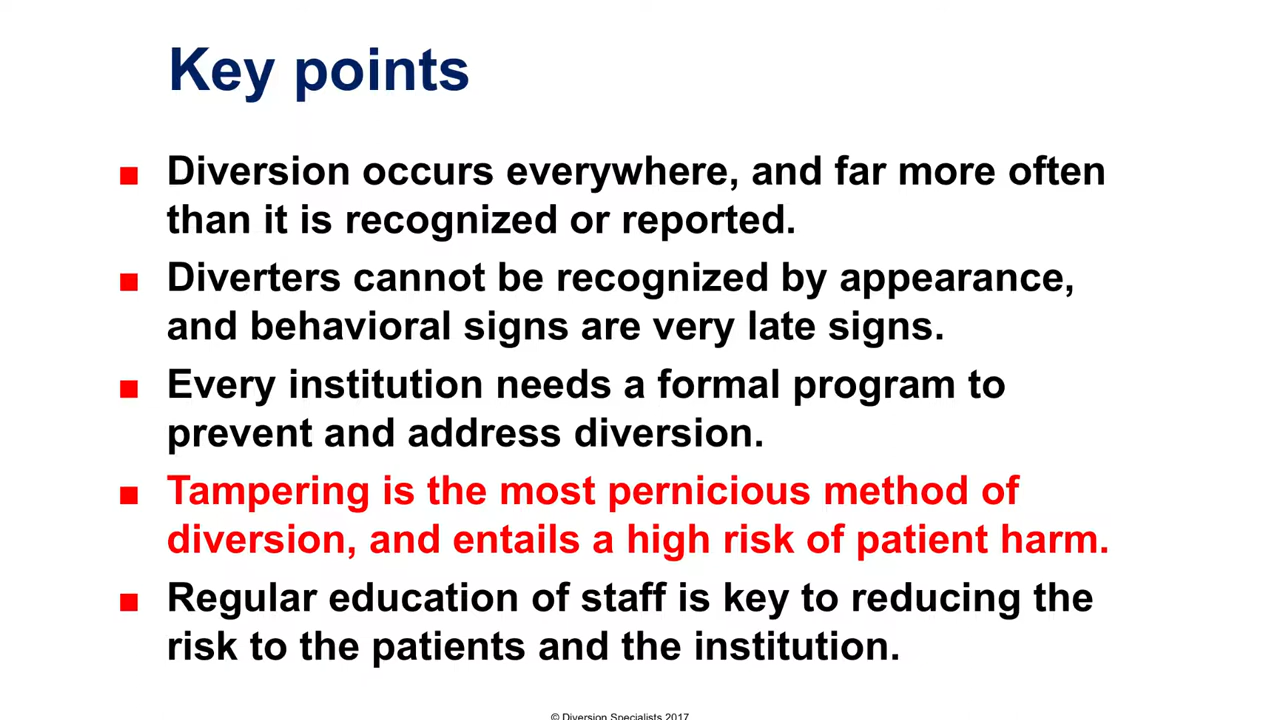 Key points
■ Diversion occurs everywhere, and far more often
than it is recognized or reported.
■ Diverters cannot be recognized by appearance,
and behavioral signs are very late signs.
■ Every institution needs a formal program to
prevent and address diversion.
■ Tampering is the most pernicious method of
diversion, and entails a high risk of patient harm.
■ Regular education of staff is key to reducing the
risk to the patients and the institution.
© Diversion Specialists 2017